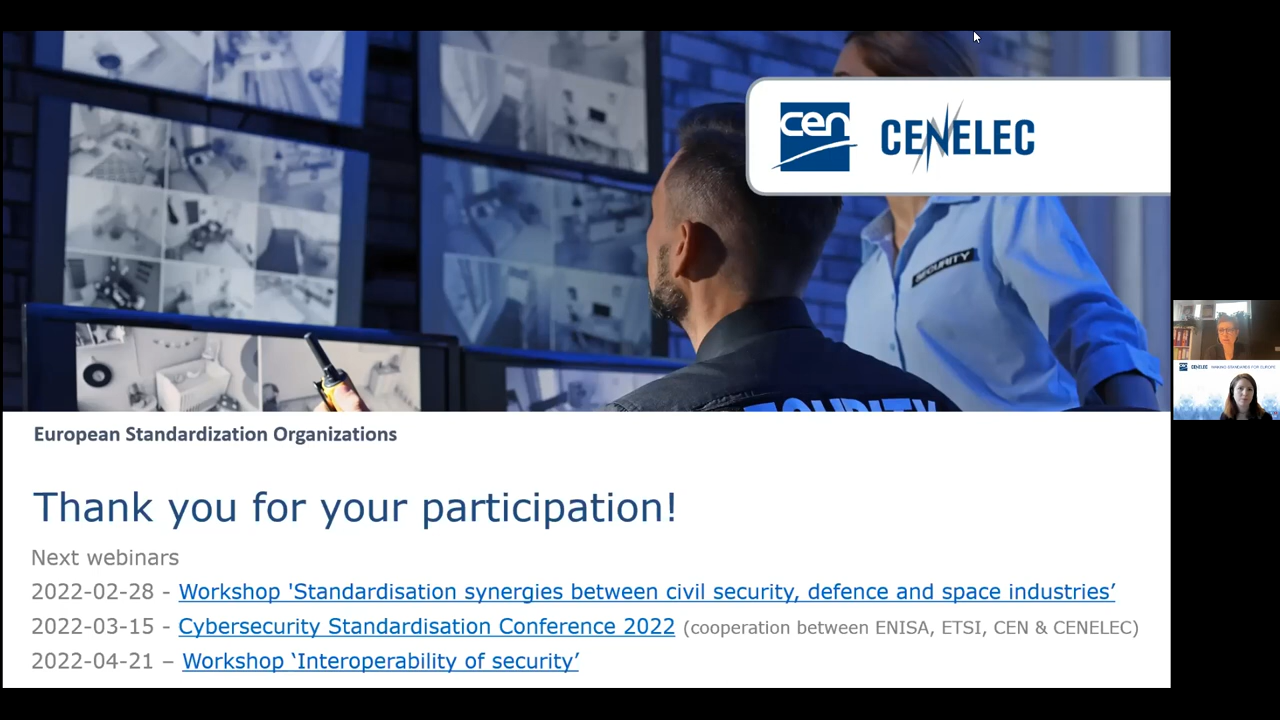 cen
CENELEC
SECURITY
SECURITY
European Standardization Organizations
Thank you for your participation!
Next webinars
2022-02-28 - Workshop 'Standardisation synergies between civil security, defence and space industries’
2022-03-15 - Cybersecurity Standardisation Conference 2022 (cooperation between ENISA, ETSI, CEN & CENELEC)
2022-04-21 – Workshop ‘Interoperability of security’
CENELEC